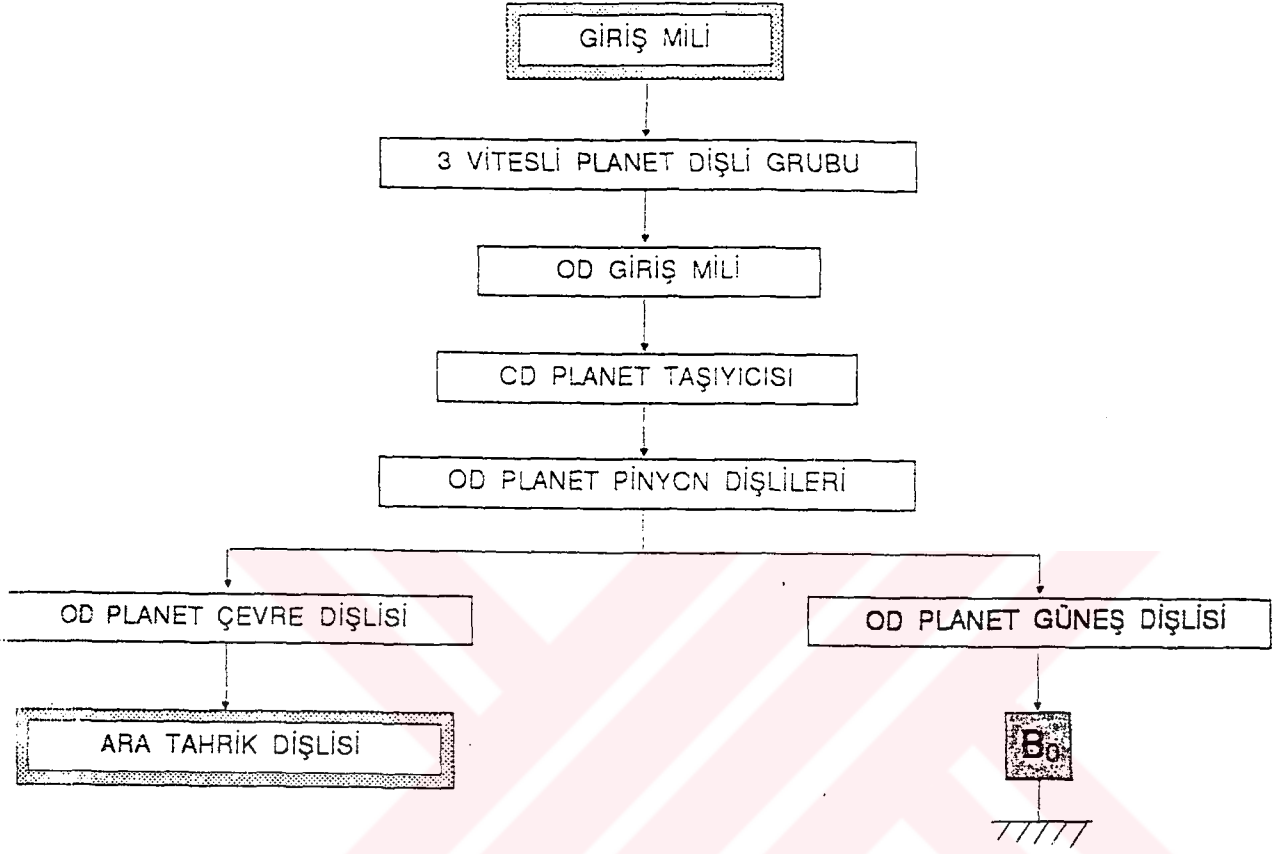 GİRİŞ MİLİ
3 VİTESLİ PLANET DİŞLİ GRUBU
OD GİRİŞ MİLİ
OD PLANET TAŞIYICISI
OD PLANET PİNYON DİŞLİLERİ
OD PLANET ÇEVRE DİŞLİSİ
OD PLANET GÜNEŞ DİŞLİSİ
ARA TAHRİK DİŞLİSİ
B0